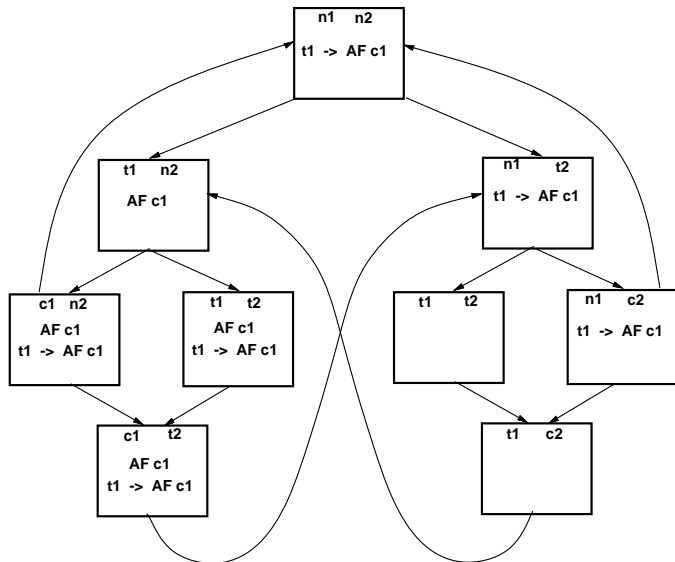 n1 n2
t1 -> AF c1
t1 n2
AF c1
n1 t2
t1 -> AF c1
c1 n2
AF c1
t1 -> AF c1
t1 t2
AF c1
t1 -> AF c1
t1 t2
n1 c2
t1 -> AF c1
c1 t2
AF c1
t1 -> AF c1
t1 c2